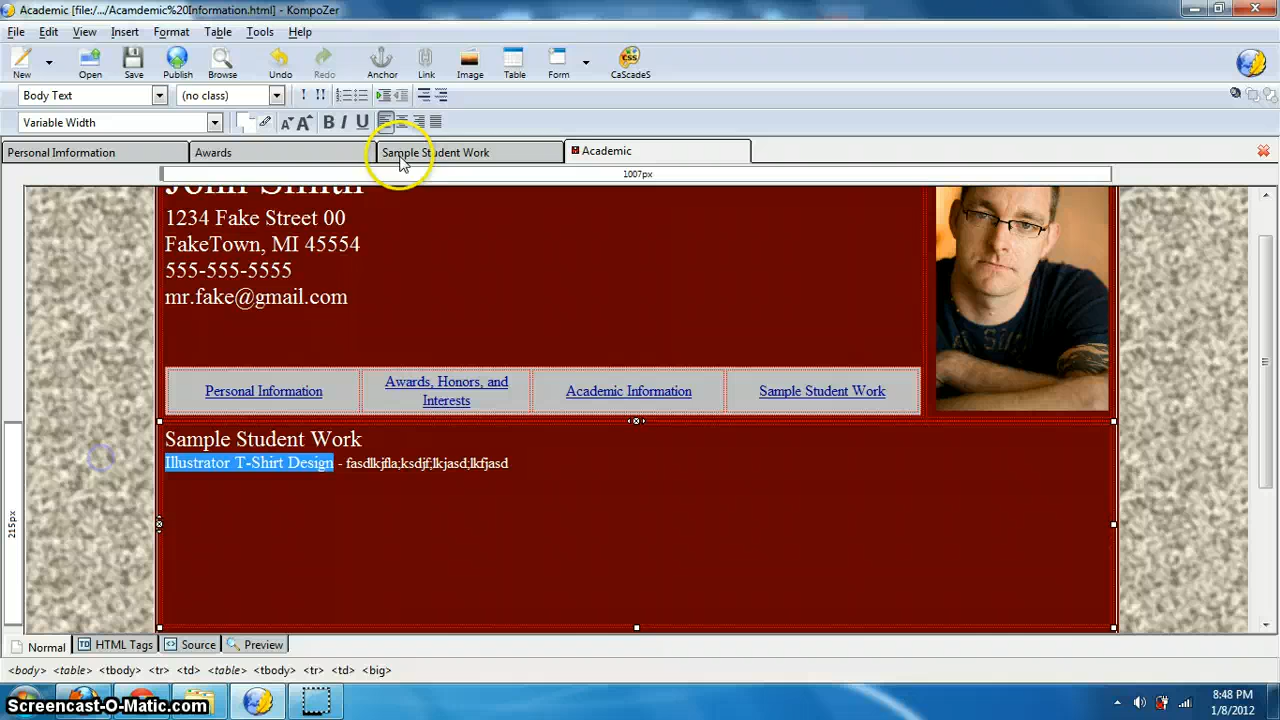 Academic [file:/.../Acamdemic%20Information.html] - KompoZer
File Edit View Insert Format Table Tools Help
New Open Save Publish Browse Undo Redo Anchor Link Image Table Form CaScadeS
Body Text (no class)
Variable Width B I U
Personal Imformation Awards Sample Student Work Academic
1007px
John Smith
1234 Fake Street 00
FakeTown, MI 45554
555-555-5555
mr.fake@gmail.com
Personal Information Awards, Honors, and Interests Academic Information Sample Student Work
Sample Student Work
Illustrator T-Shirt Design - fasdlkjfla;ksdjf;lkjasd;lkfjasd
215px
Normal HTML Tags Source Preview
<body> <table> <tbody> <tr> <td> <table> <tbody> <tr> <td> <big>
Screencast-O-Matic.com
8:48 PM
1/8/2012